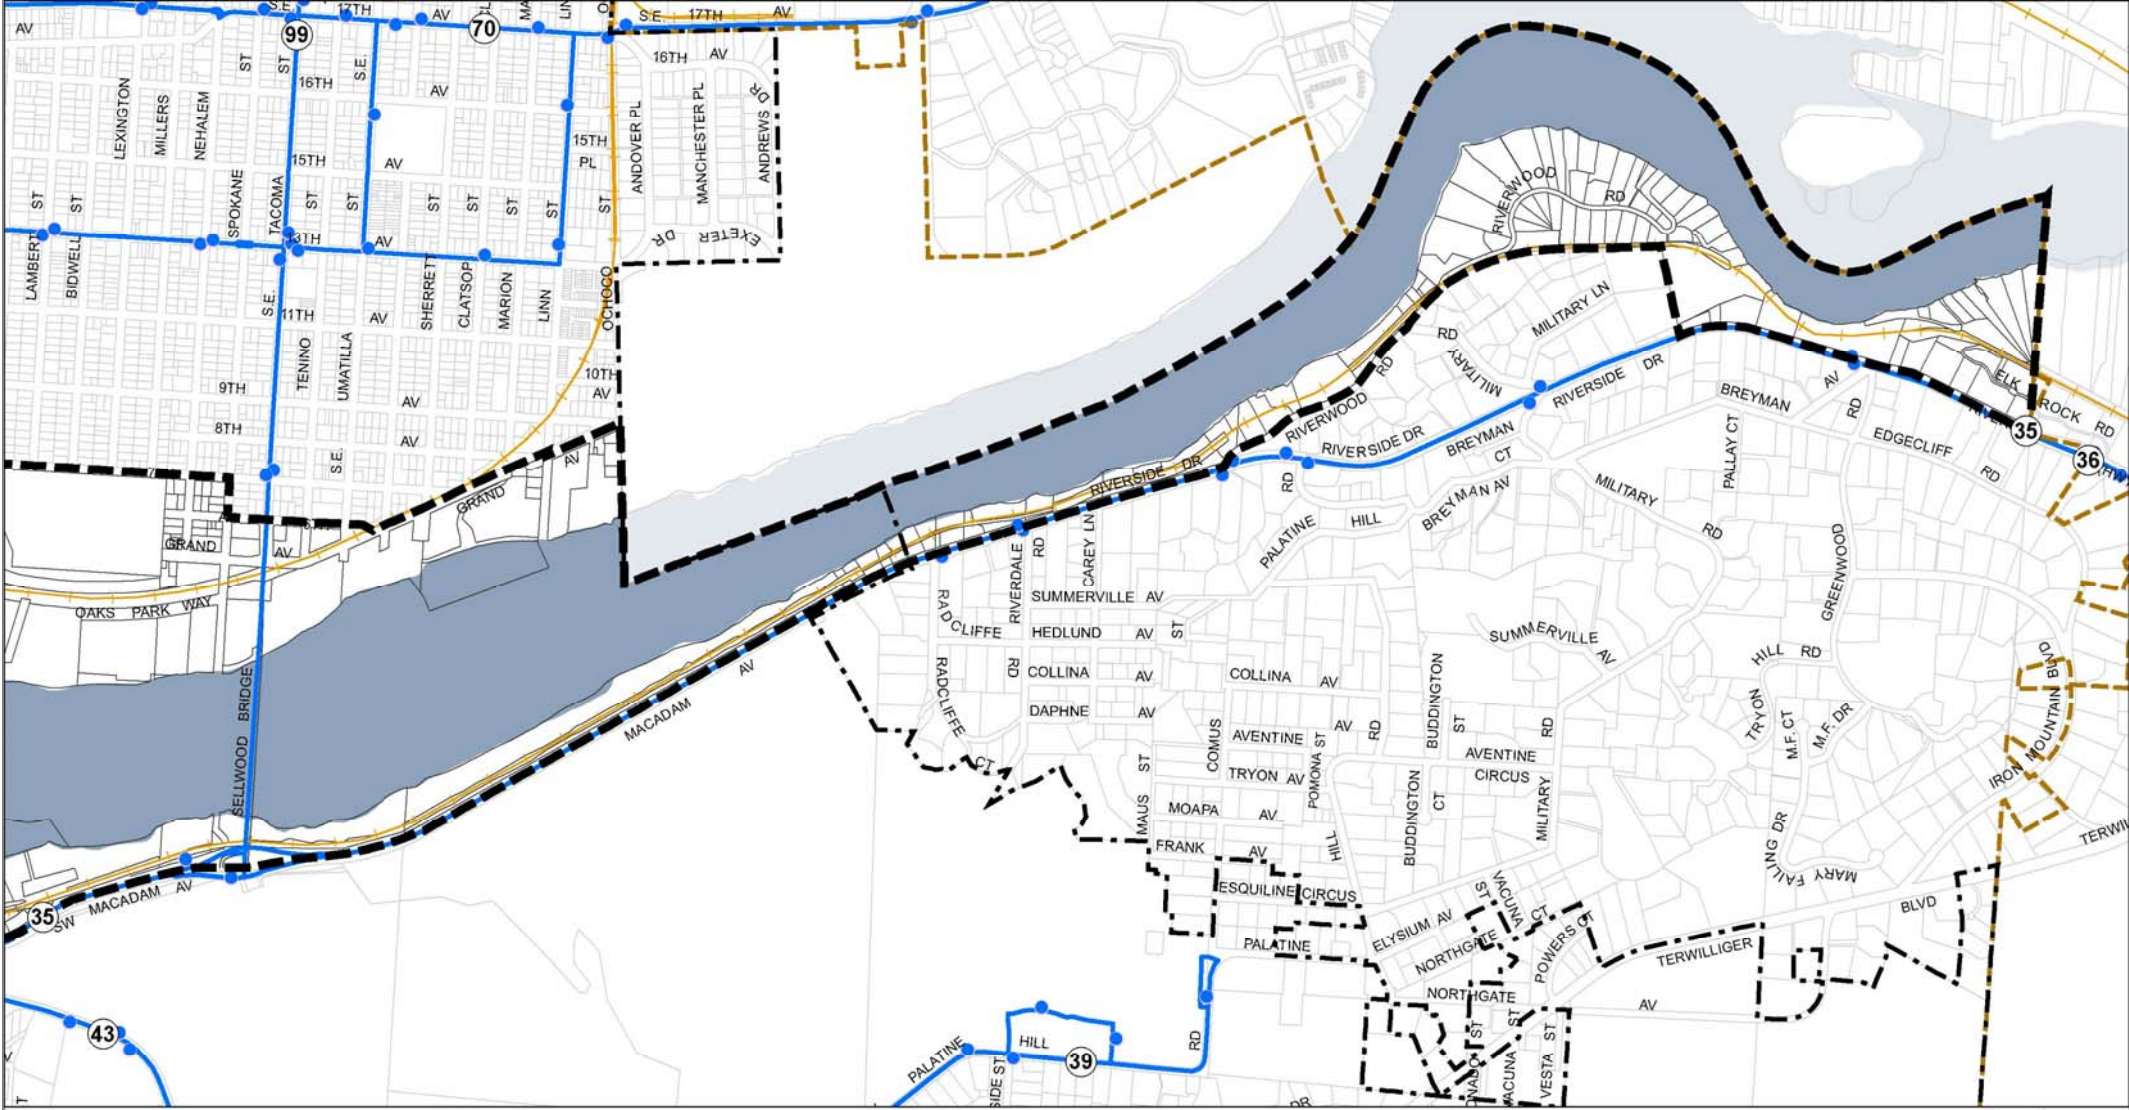 AV
S.E.
17TH
AV
70
99
S.E.
17TH
AV
ST
ST
S.E.
16TH
AV
16TH
AV
LEXINGTON
MILLERS
NEHALEM
ANDOVER PL
MANCHESTER PL
ANDREWS
DR
15TH
PL
15TH
AV
ST
ST
SPOKANE
TACOMA
ST
ST
ST
ST
ST
ST
ST
RIVERWOOD
RD
13TH
AV
EXETER
DR
LAMBERT
BIDWELL
S.E.
SHERRETT
CLATSOP
MARION
LINN
OCHOCO
11TH
AV
MILITARY LN
TENINO
UMATILLA
RD
MILITARY
RD
10TH
AV
9TH
AV
8TH
AV
S.E.
AV
RIVERSIDE
DR
BREYMAN
AV
RD
ELK
ROCK
RD
RIVERWOOD
RIVERSIDE DR
BREYMAN
CT
PALLAY CT
EDGECLIFF
RD
35
36
GRAND
RIVERSIDE
DR
RD
BREYMAN AV
MILITARY
RD
PALATINE
HILL
GRAND
AV
OAKS
PARK
WAY
RIVERDALE
RD
CAREY LN
SUMMERVILLE
AV
GREENWOOD
RADCLIFFE
HEDLUND
AV
ST
SUMMERVILLE
AV
HILL
RD
SELLWOOD
BRIDGE
RADCLIFFE
CT
RD
COLLINA
AV
COLLINA
AV
BUDDINGTON
ST
RD
TRYON
M.F. CT
M.F. DR
IRON
MOUNTAIN
BLVD
MACADAM
AV
DAPHNE
AV
COMUS
ST
AVENTINE
AV
RD
AVENTINE
CIRCUS
TRYON
AV
POMONA ST
BUDDINGTON
CT
MILITARY
MAUS
MOAPA
AV
HILL
FRANK
AV
MARY
FAILING
DR
ESQUILINE
CIRCUS
ST
VACUNA
CT
ELYSIUM AV
NORTHGATE
POWERS CT
TERWILLIGER
BLVD
SW
MACADAM
AV
35
PALATINE
NORTHGATE
AV
ST
ST
ST
VESTA
43
PALATINE
HILL
39
RD
DR